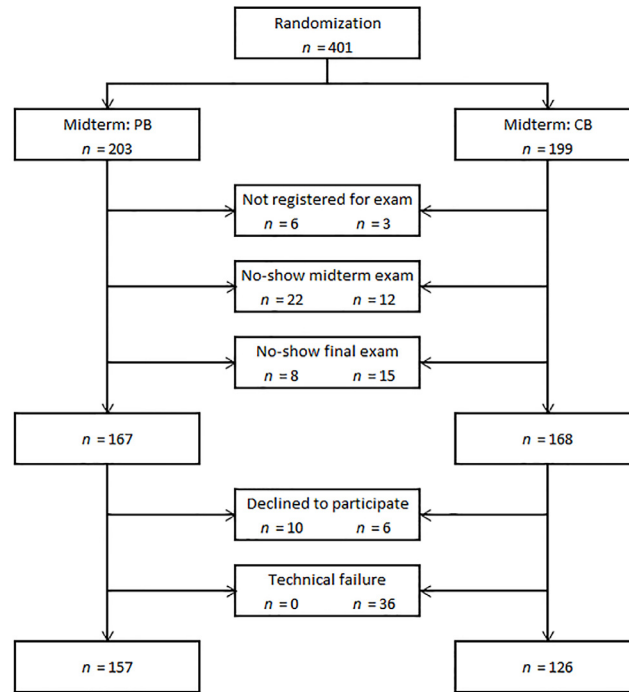 Randomization
n = 401
Midterm: PB
n = 203
Midterm: CB
n = 199
Not registered for exam
n = 6 n = 3
No-show midterm exam
n = 22 n = 12
No-show final exam
n = 8 n = 15
n = 167
n = 168
Declined to participate
n = 10 n = 6
Technical failure
n = 0 n = 36
n = 157
n = 126